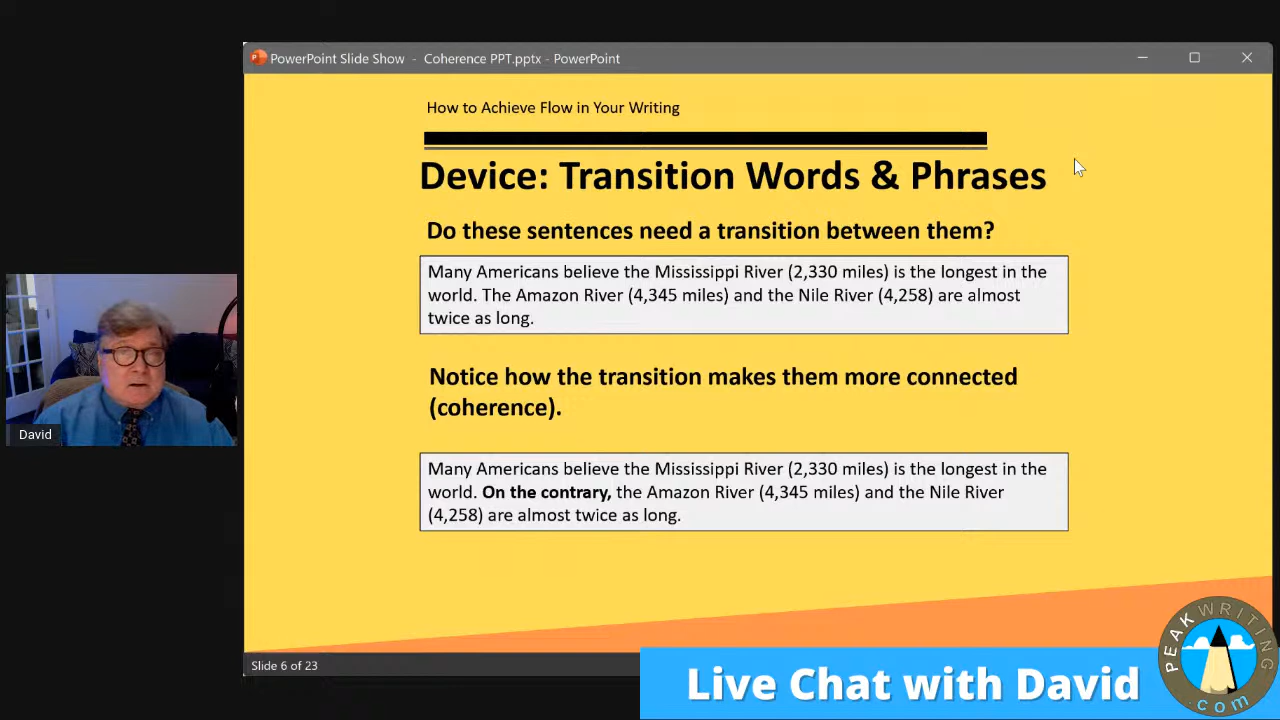 PowerPoint Slide Show - Coherence PPT.pptx - PowerPoint
How to Achieve Flow in Your Writing
Device: Transition Words & Phrases
Do these sentences need a transition between them?
Many Americans believe the Mississippi River (2,330 miles) is the longest in the
world. The Amazon River (4,345 miles) and the Nile River (4,258) are almost
twice as long.
Notice how the transition makes them more connected
(coherence).
Many Americans believe the Mississippi River (2,330 miles) is the longest in the
world. On the contrary, the Amazon River (4,345 miles) and the Nile River
(4,258) are almost twice as long.
David
Slide 6 of 23
Live Chat with David
PEAKWRITING
.com